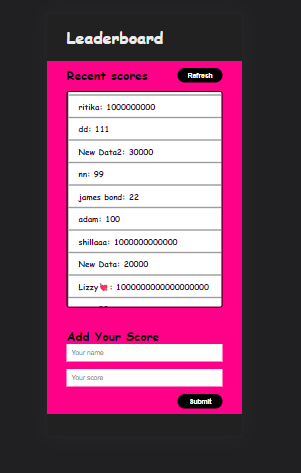 Leaderboard
Recent scores
Refresh
ritika: 1000000000
dd: 111
New Data2: 30000
nn: 99
james bond: 22
adam: 100
shillaaa: 1000000000000
New Data: 20000
Lizzy💘: 1000000000000000000
Add Your Score
Your name
Your score
Submit